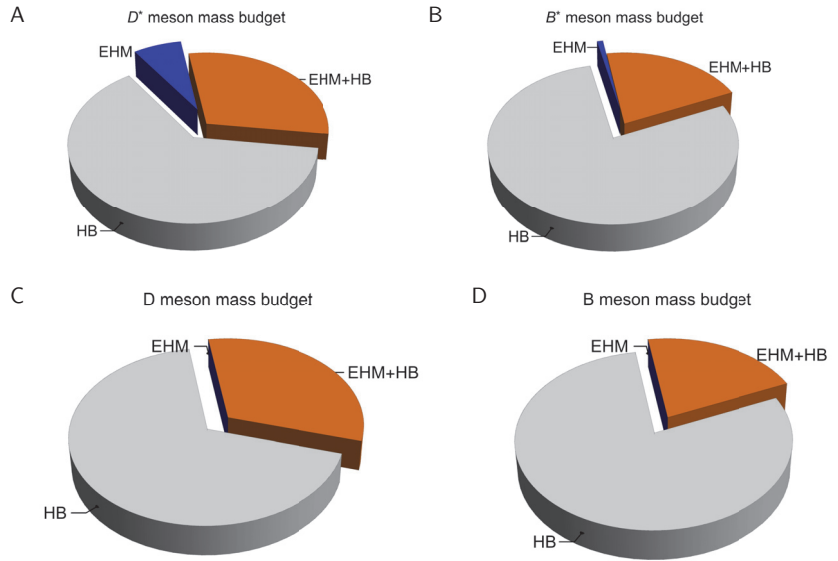 A
D* meson mass budget
EHM
EHM+HB
HB
B
B* meson mass budget
EHM
EHM+HB
HB
C
D meson mass budget
EHM
EHM+HB
HB
D
B meson mass budget
EHM
EHM+HB
HB